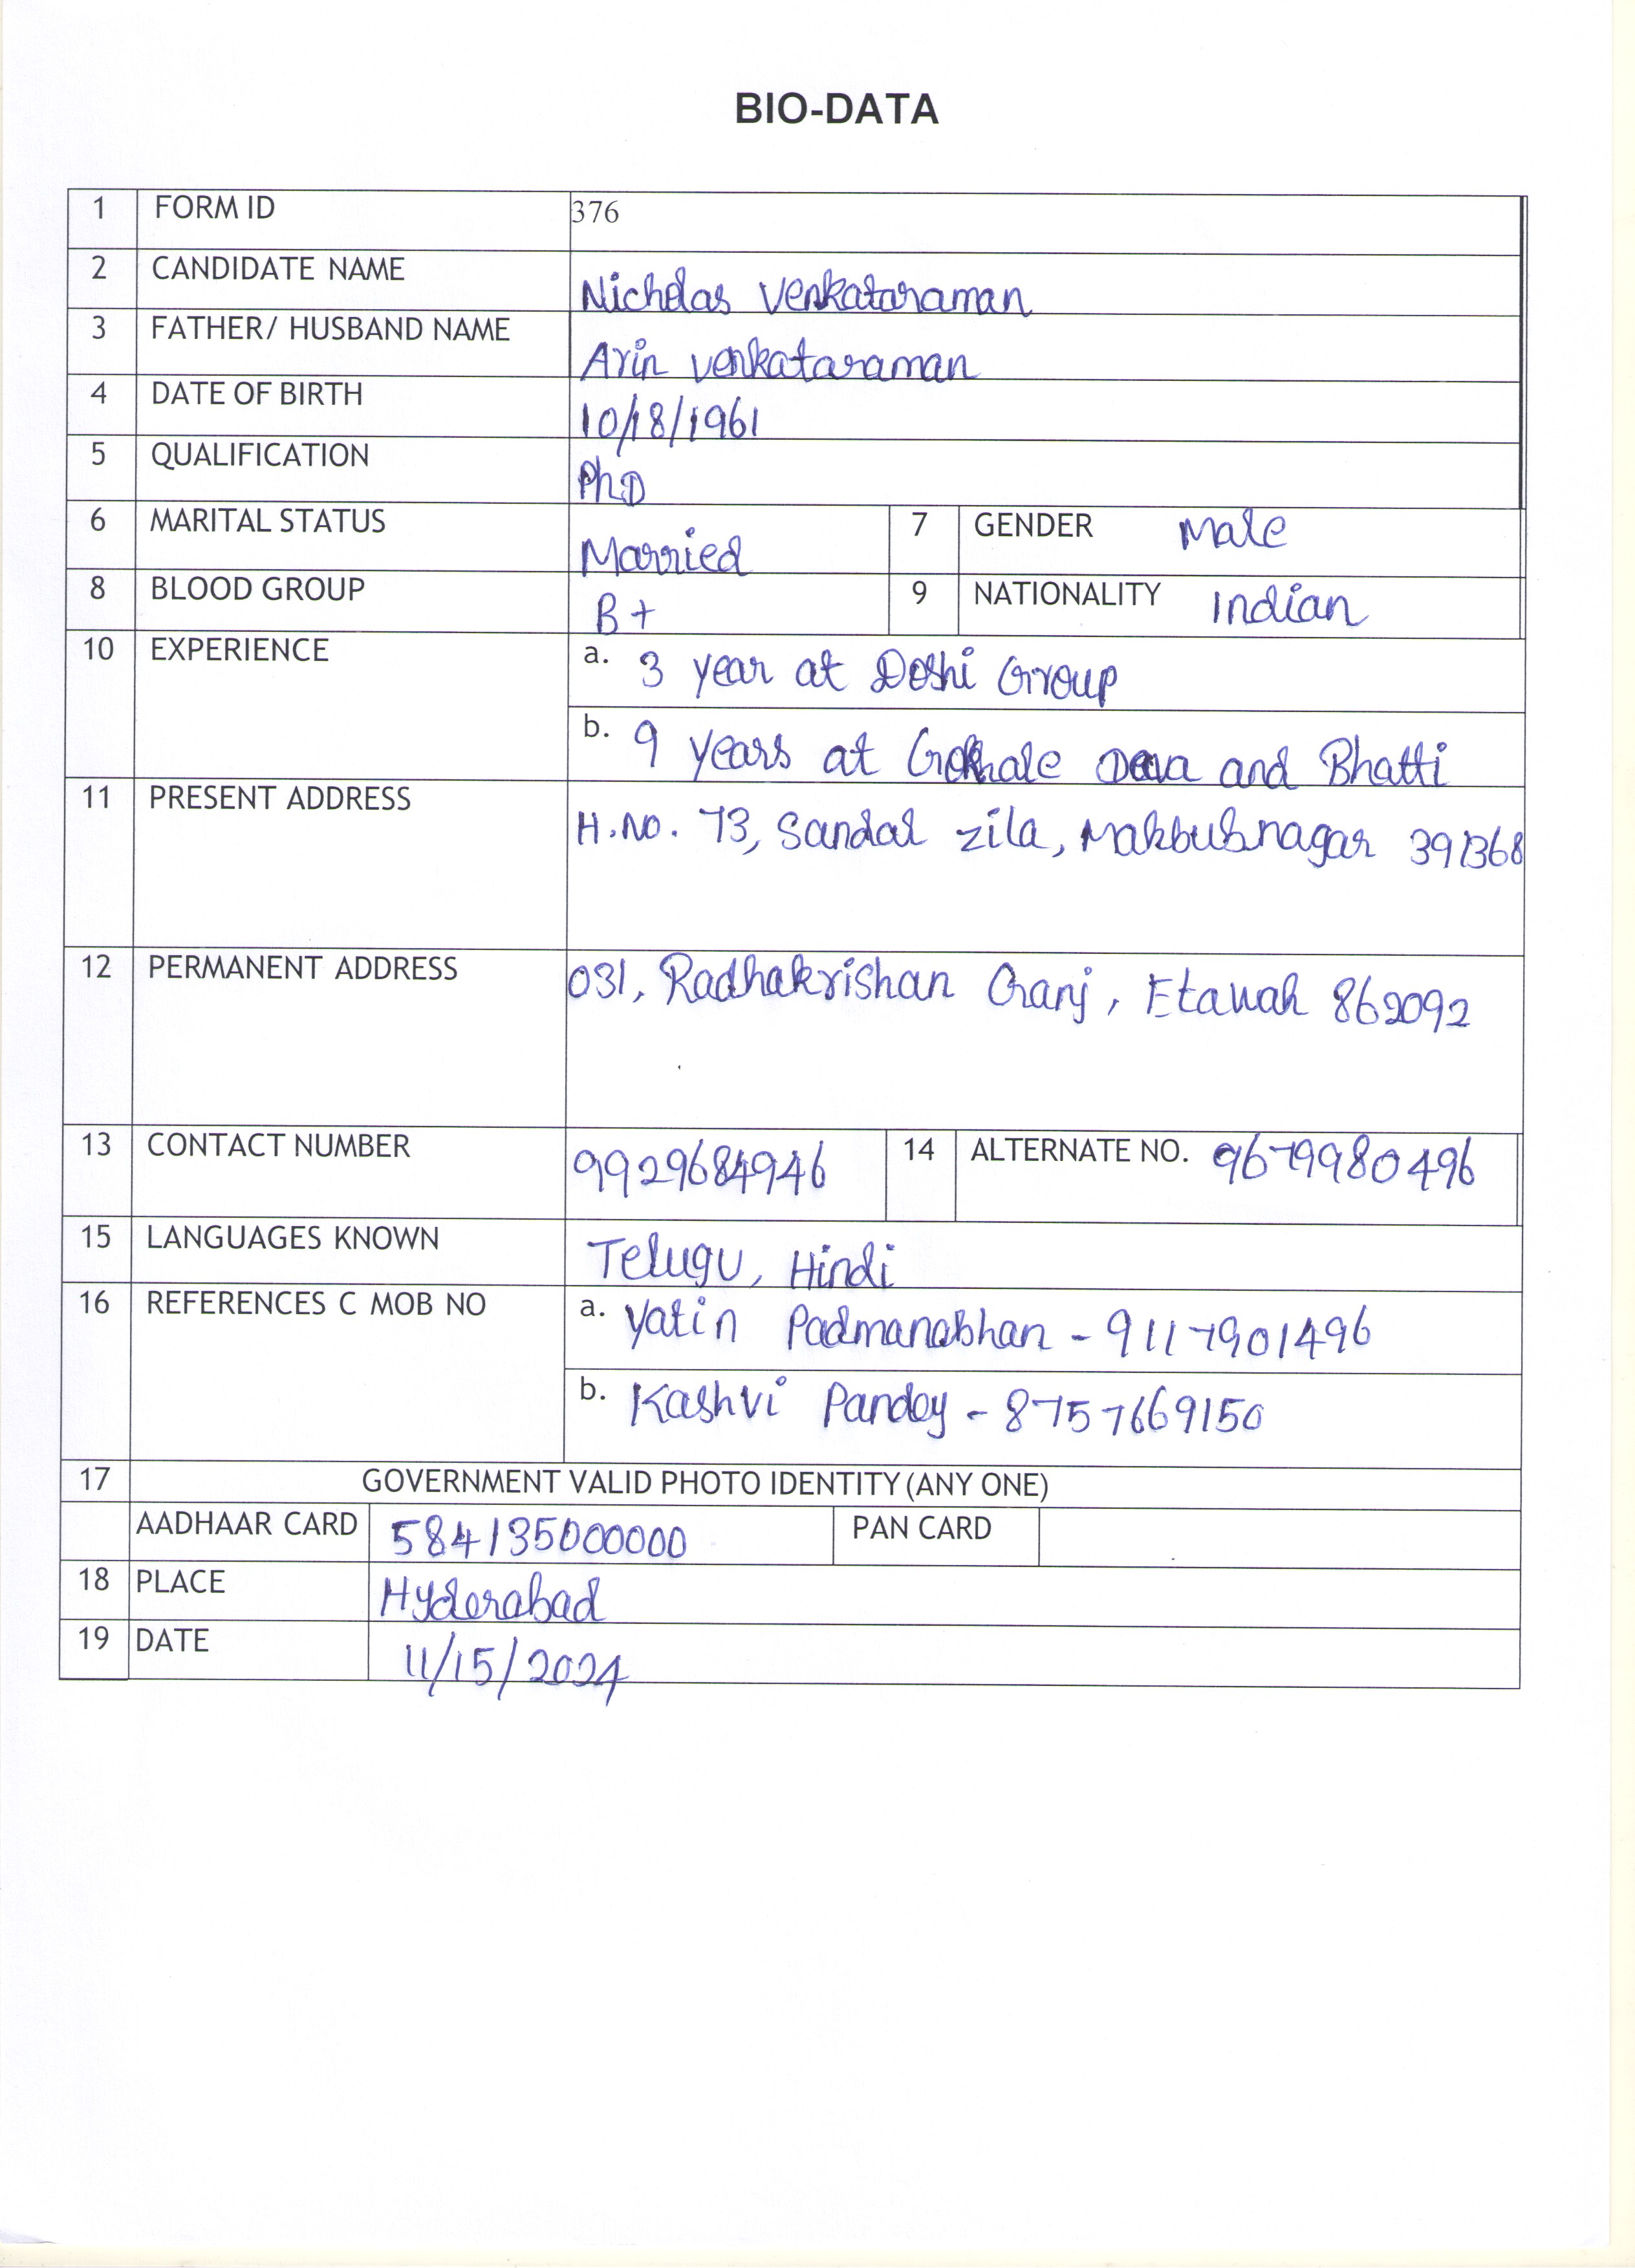 BIO-DATA
1 FORM ID 376
2 CANDIDATE NAME Nicholas Venkataraman
3 FATHER/ HUSBAND NAME Arin Venkataraman
4 DATE OF BIRTH 10/18/1961
5 QUALIFICATION PhD
6 MARITAL STATUS Married 7 GENDER Male
8 BLOOD GROUP B+ 9 NATIONALITY Indian
10 EXPERIENCE a. 3 year at Doshi Group
b. 9 years at Gokhale Deva and Bhatti
11 PRESENT ADDRESS H.No. 73, Sandal Zila, Makbubnagar 391368
12 PERMANENT ADDRESS 031, Radhakrishan Ganj, Etawah 862092
13 CONTACT NUMBER 9929684946 14 ALTERNATE NO. 9679980496
15 LANGUAGES KNOWN Telugu, Hindi
16 REFERENCES C MOB NO a. Yatin Padmanabhan - 9117901496
b. Kashvi Pandey - 8757669150
17 GOVERNMENT VALID PHOTO IDENTITY (ANY ONE)
AADHAAR CARD 584135000000 PAN CARD
18 PLACE Hyderabad
19 DATE 11/15/2024